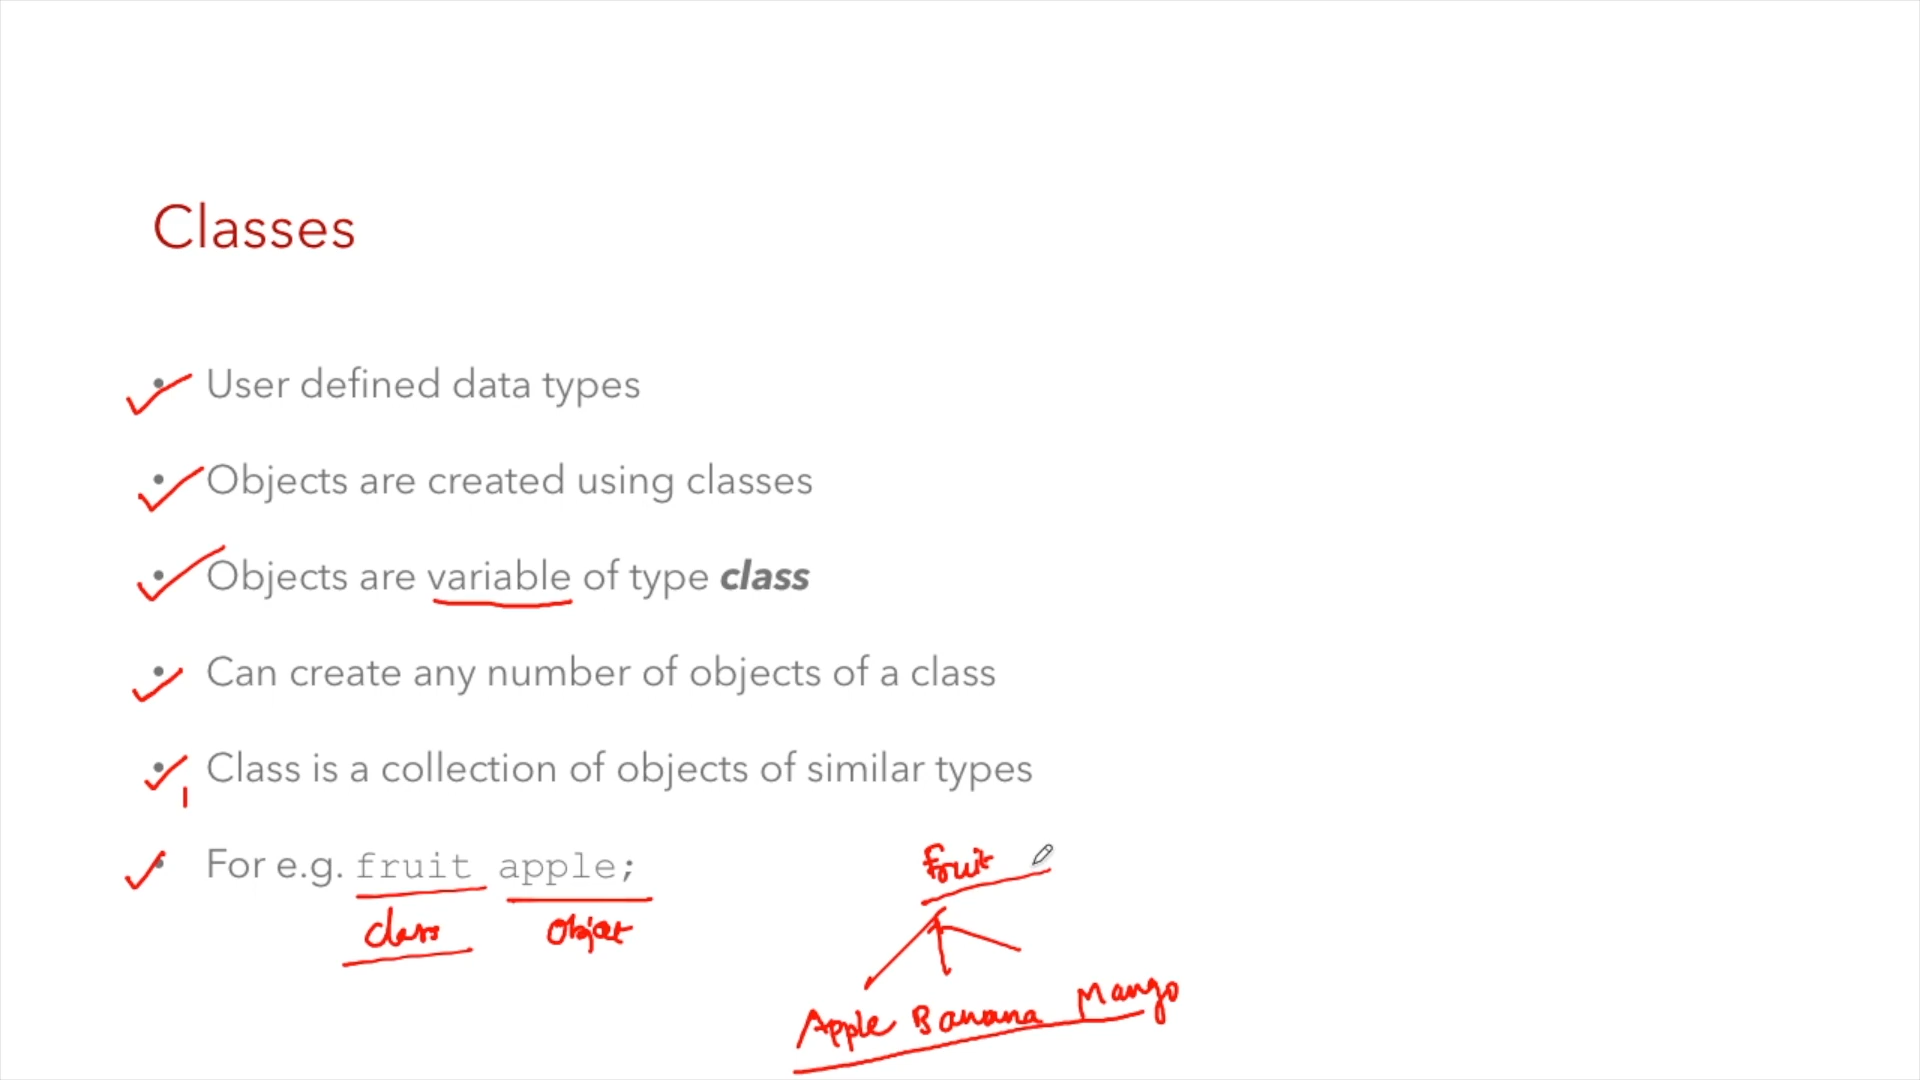 Classes
• User defined data types
• Objects are created using classes
• Objects are variable of type class
• Can create any number of objects of a class
• Class is a collection of objects of similar types
• For e.g. fruit apple;
class Object
fruit
Apple Banana Mango